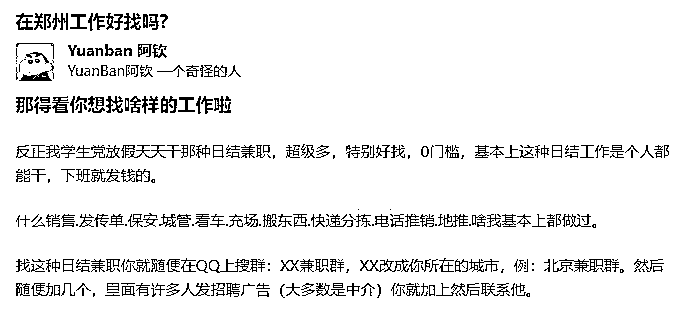 在郑州工作好找吗?
Yuanban 阿钦
YuanBan阿钦 一个奇怪的人
那得看你想找啥样的工作啦
反正我学生党放假天天干那种日结兼职，超级多，特别好找，0门槛，基本上这种日结工作是个人都
能干，下班就发钱的。
什么销售.发传单.保安.城管.看车.充场.搬东西.快递分拣.电话推销.地推.啥我基本上都做过。
找这种日结兼职你就随便在QQ上搜群：XX兼职群，XX改成你所在的城市，例：北京兼职群。然后
随便加几个，里面有许多人发招聘广告（大多数是中介）你就加上然后联系他。